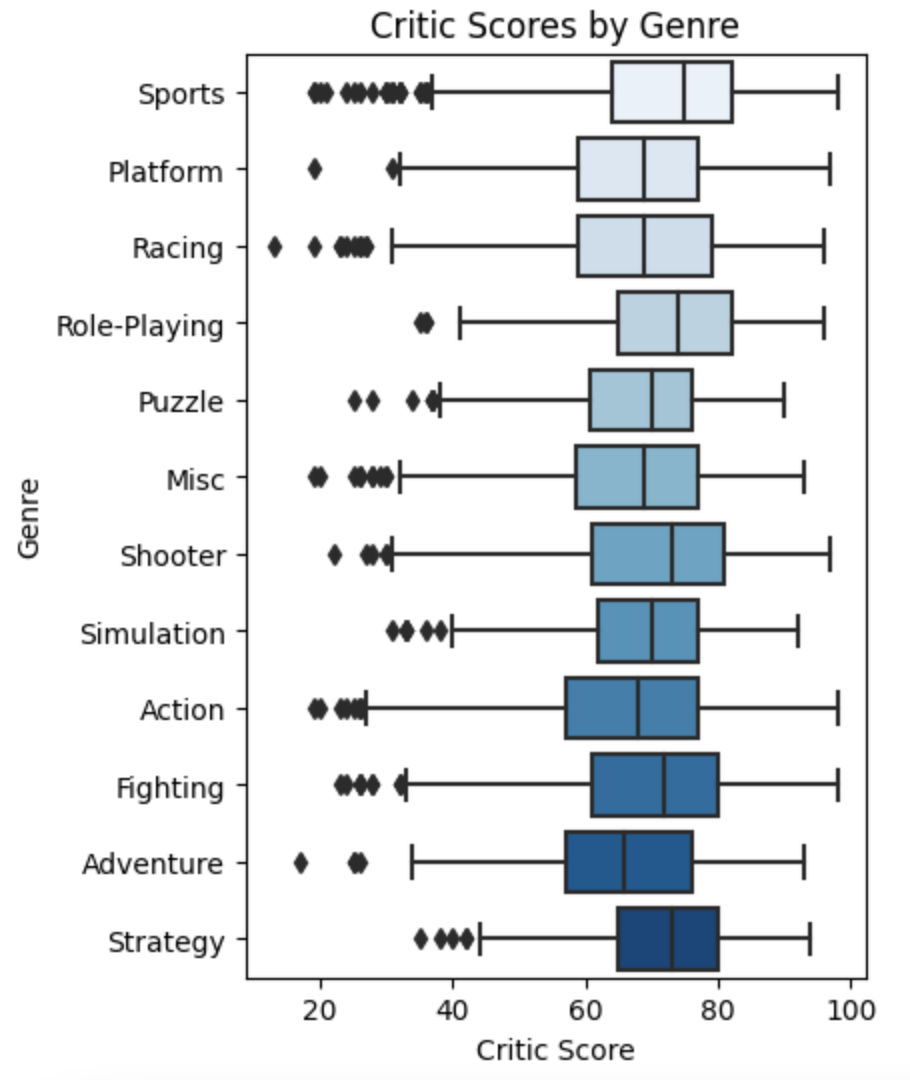 Critic Scores by Genre
Sports
Platform
Racing
Role-Playing
Puzzle
Misc
Shooter
Simulation
Action
Fighting
Adventure
Strategy
Genre
20 40 60 80 100
Critic Score